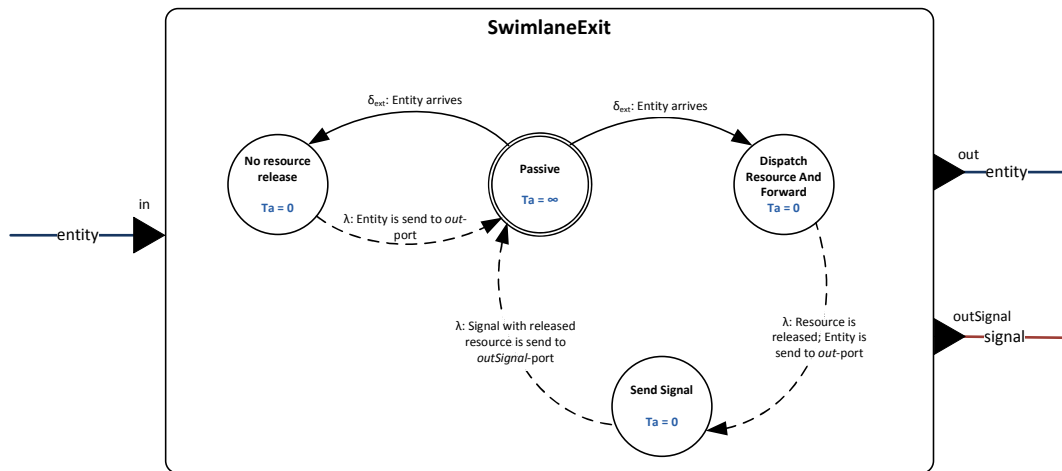 SwimlaneExit
δext: Entity arrives
δext: Entity arrives
No resource
release
Ta = 0
Passive
Ta = ∞
Dispatch
Resource And
Forward
Ta = 0
in
entity
out
entity
λ: Entity is send to out-
port
outSignal
signal
λ: Signal with released
resource is send to
outSignal-port
λ: Resource is
released; Entity is
send to out-port
Send Signal
Ta = 0